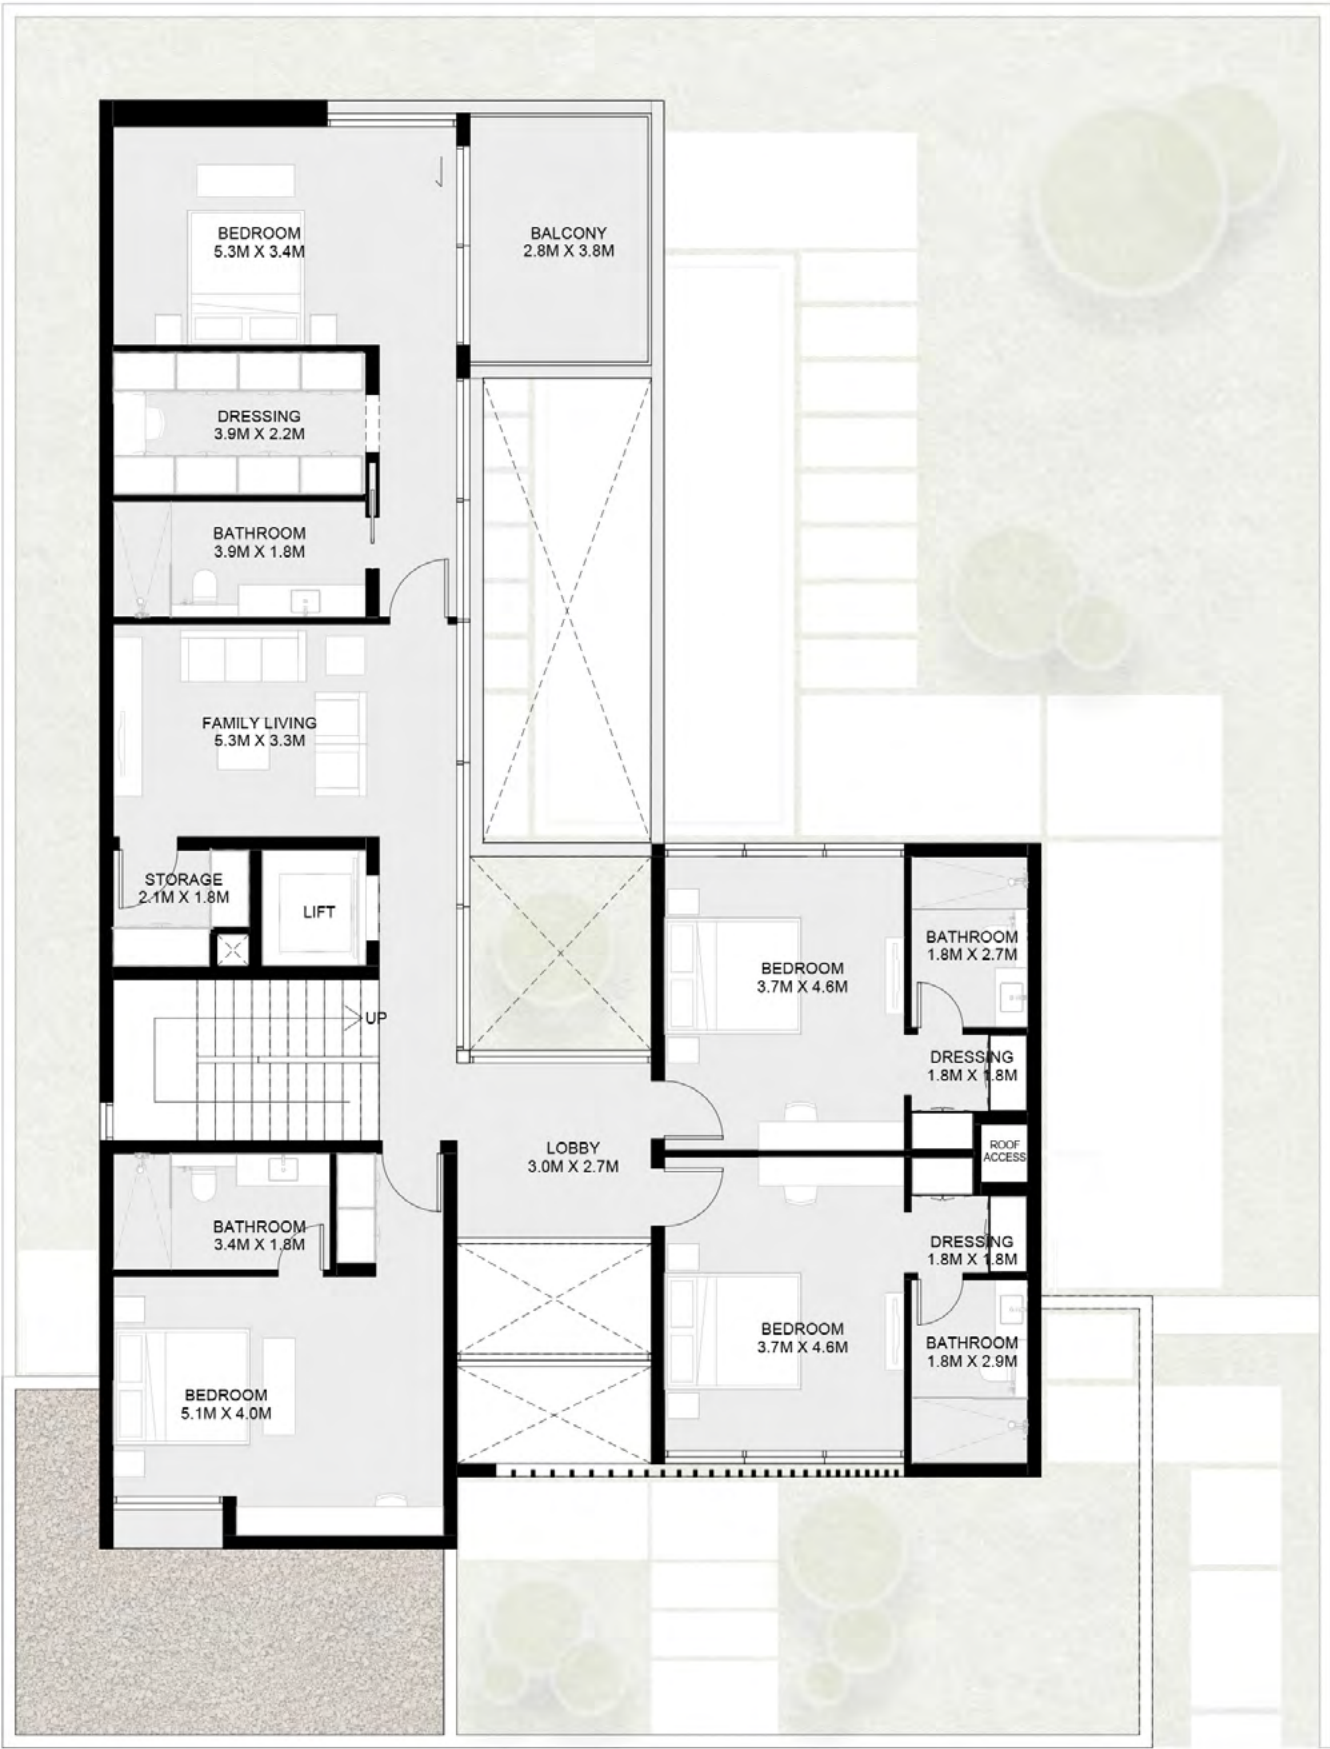 BEDROOM
5.3M X 3.4M
BALCONY
2.8M X 3.8M
DRESSING
3.9M X 2.2M
BATHROOM
3.9M X 1.8M
FAMILY LIVING
5.3M X 3.3M
STORAGE
2.1M X 1.8M
LIFT
BATHROOM
1.8M X 2.7M
BEDROOM
3.7M X 4.6M
UP
DRESSING
1.8M X 1.8M
LOBBY
3.0M X 2.7M
ROOF
ACCESS
BATHROOM
3.4M X 1.8M
DRESSING
1.8M X 1.8M
BEDROOM
3.7M X 4.6M
BATHROOM
1.8M X 2.9M
BEDROOM
5.1M X 4.0M